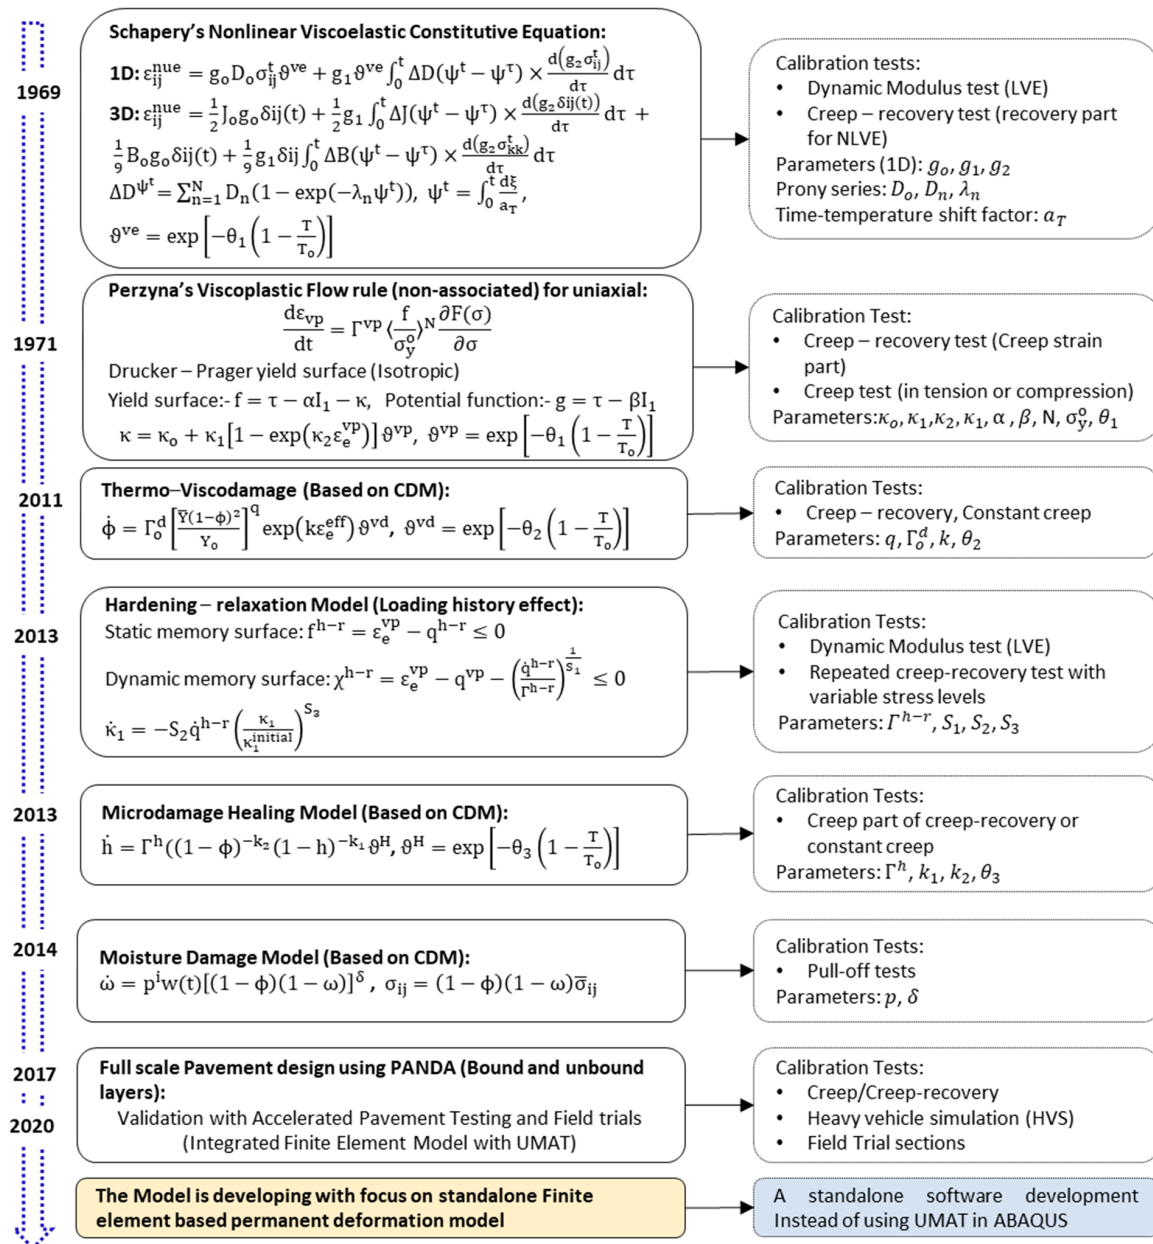 1969
Schapery's Nonlinear Viscoelastic Constitutive Equation:
1D: ε_ij^nue = g_o D_o σ_ij^t ϑ^ve + g_1 ϑ^ve ∫_0^t ΔD(ψ^t − ψ^τ) × d(g_2 σ_ij^t)/dτ dτ
3D: ε_ij^nue = 1/2 J_o g_o δij(t) + 1/2 g_1 ∫_0^t ΔJ(ψ^t − ψ^τ) × d(g_2 δij(t))/dτ dτ +
1/9 B_o g_o δij(t) + 1/9 g_1 δij ∫_0^t ΔB(ψ^t − ψ^τ) × d(g_2 σ_kk^t)/dτ dτ
ΔD^ψ^t = Σ_{n=1}^N D_n(1 − exp(−λ_n ψ^t)), ψ^t = ∫_0^t dξ/a_T,
ϑ^ve = exp[−θ_1(1 − T/T_o)]
Calibration tests:
• Dynamic Modulus test (LVE)
• Creep – recovery test (recovery part
for NLVE)
Parameters (1D): g_o, g_1, g_2
Prony series: D_o, D_n, λ_n
Time-temperature shift factor: a_T
1971
Perzyna's Viscoplastic Flow rule (non-associated) for uniaxial:
dε_vp/dt = Γ^vp ⟨f/σ_y^o⟩^N ∂F(σ)/∂σ
Drucker – Prager yield surface (Isotropic)
Yield surface:- f = τ − αI_1 − κ, Potential function:- g = τ − βI_1
κ = κ_o + κ_1[1 − exp(κ_2 ε_e^vp)]ϑ^vp, ϑ^vp = exp[−θ_1(1 − T/T_o)]
Calibration Test:
• Creep – recovery test (Creep strain
part)
• Creep test (in tension or compression)
Parameters:κ_o, κ_1,κ_2, κ_1, α ,β, N, σ_y^o, θ_1
2011
Thermo–Viscodamage (Based on CDM):
ϕ̇ = Γ_o^d [Ȳ(1−ϕ)^2/Y_o]^q exp(kε_e^eff)ϑ^vd, ϑ^vd = exp[−θ_2(1 − T/T_o)]
Calibration Tests:
• Creep – recovery, Constant creep
Parameters: q, Γ_o^d, k, θ_2
2013
Hardening – relaxation Model (Loading history effect):
Static memory surface: f^h−r = ε_e^vp − q^h−r ≤ 0
Dynamic memory surface: χ^h−r = ε_e^vp − q^vp − (q̇^h−r/Γ^h−r)^(1/S_1) ≤ 0
κ̇_1 = −S_2 q̇^h−r (κ_1/κ_1^initial)^S_3
Calibration Tests:
• Dynamic Modulus test (LVE)
• Repeated creep-recovery test with
variable stress levels
Parameters: Γ^h−r, S_1, S_2, S_3
2013
Microdamage Healing Model (Based on CDM):
ḣ = Γ^h((1 − ϕ)^−k_2 (1 − h)^−k_1 ϑ^H, ϑ^H = exp[−θ_3(1 − T/T_o)]
Calibration Tests:
• Creep part of creep-recovery or
constant creep
Parameters: Γ^h, k_1, k_2, θ_3
2014
Moisture Damage Model (Based on CDM):
ω̇ = p^i w(t)[(1 − ϕ)(1 − ω)]^δ , σ_ij = (1 − ϕ)(1 − ω)σ̄_ij
Calibration Tests:
• Pull-off tests
Parameters: p, δ
2017
2020
Full scale Pavement design using PANDA (Bound and unbound
layers):
Validation with Accelerated Pavement Testing and Field trials
(Integrated Finite Element Model with UMAT)
Calibration Tests:
• Creep/Creep-recovery
• Heavy vehicle simulation (HVS)
• Field Trial sections
The Model is developing with focus on standalone Finite
element based permanent deformation model
A standalone software development
Instead of using UMAT in ABAQUS